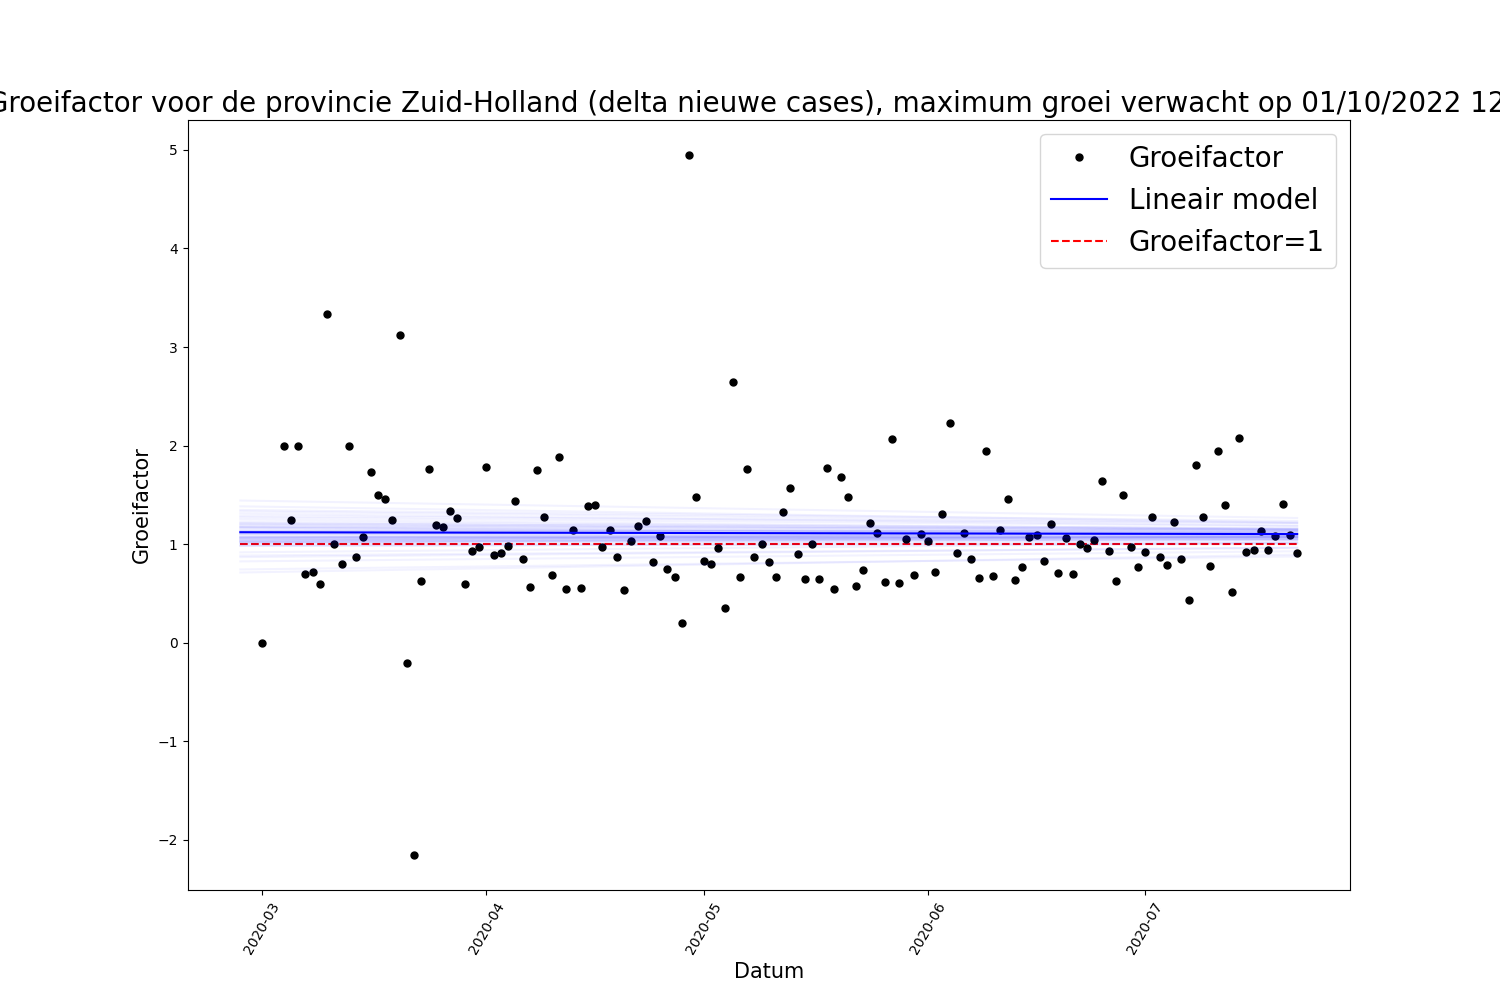 Groeifactor voor de provincie Zuid-Holland (delta nieuwe cases), maximum groei verwacht op 01/10/2022 12
Groeifactor
Lineair model
Groeifactor=1
5
4
3
2
1
0
−1
−2
Groeifactor
2020-03
2020-04
2020-05
2020-06
2020-07
Datum